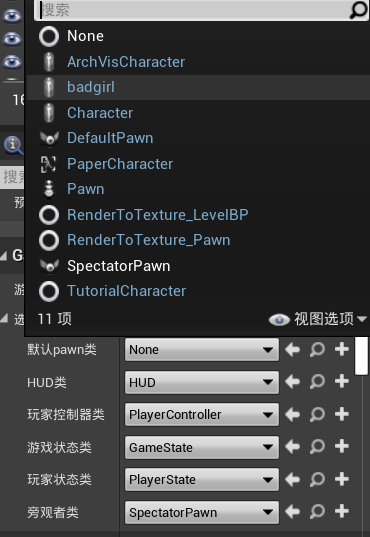 搜索
None
ArchVisCharacter
badgirl
Character
DefaultPawn
PaperCharacter
Pawn
RenderToTexture_LevelBP
RenderToTexture_Pawn
SpectatorPawn
TutorialCharacter
11 项 视图选项
16
搜索
预
Ga
游
选
默认pawn类 None
HUD类 HUD
玩家控制器类 PlayerController
游戏状态类 GameState
玩家状态类 PlayerState
旁观者类 SpectatorPawn